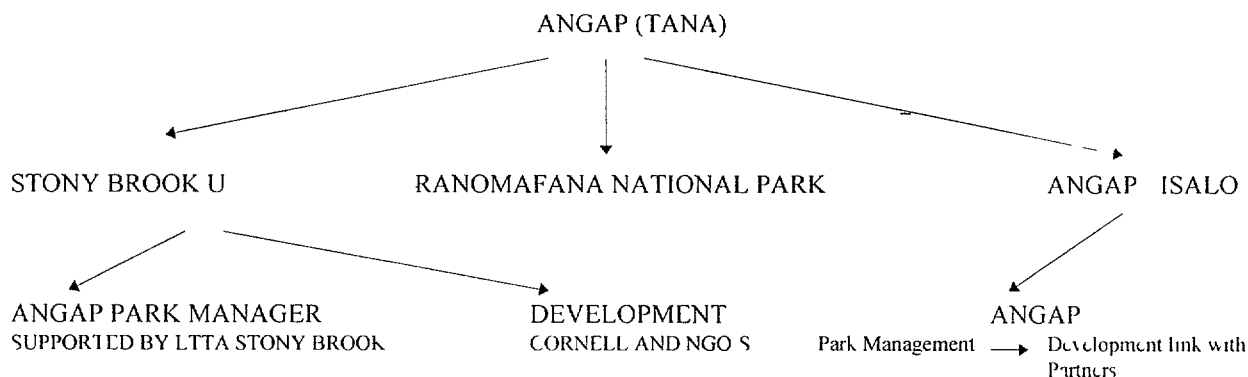 ANGAP (TANA)
STONY BROOK U
RANOMAFANA NATIONAL PARK
ANGAP ISALO
ANGAP PARK MANAGER
SUPPORTED BY LTTA STONY BROOK
DEVELOPMENT
CORNELL AND NGO S
ANGAP
Park Management
Development link with
Partners